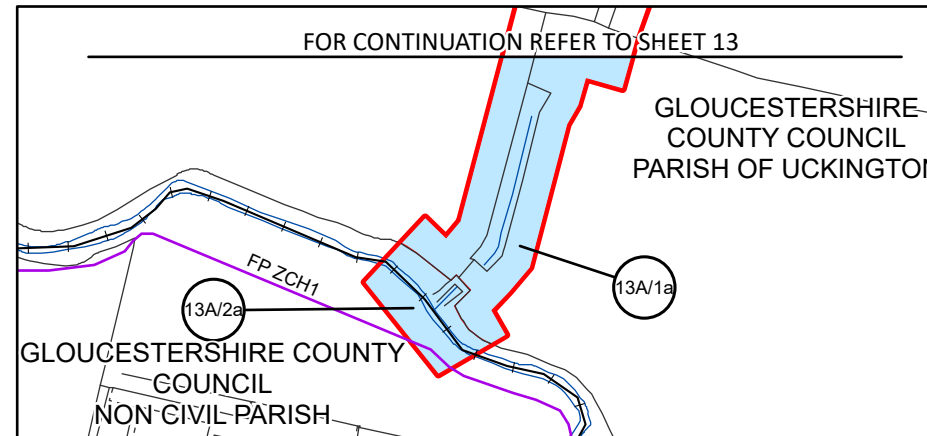 FOR CONTINUATION REFER TO SHEET 13
GLOUCESTERSHIRE
COUNTY COUNCIL
PARISH OF UCKINGTON
FP ZCH1
13A/1a
13A/2a
GLOUCESTERSHIRE COUNTY
COUNCIL
NON CIVIL PARISH